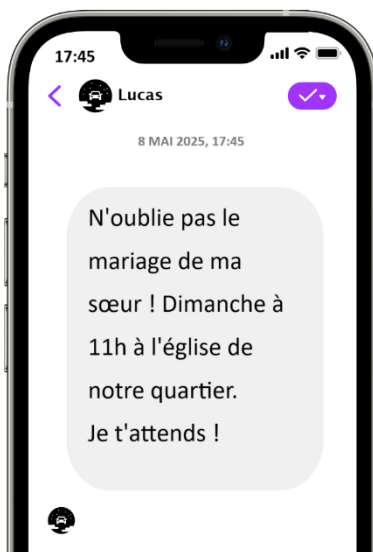 17:45
Lucas
8 MAI 2025, 17:45
N'oublie pas le
mariage de ma
sœur ! Dimanche à
11h à l'église de
notre quartier.
Je t'attends !